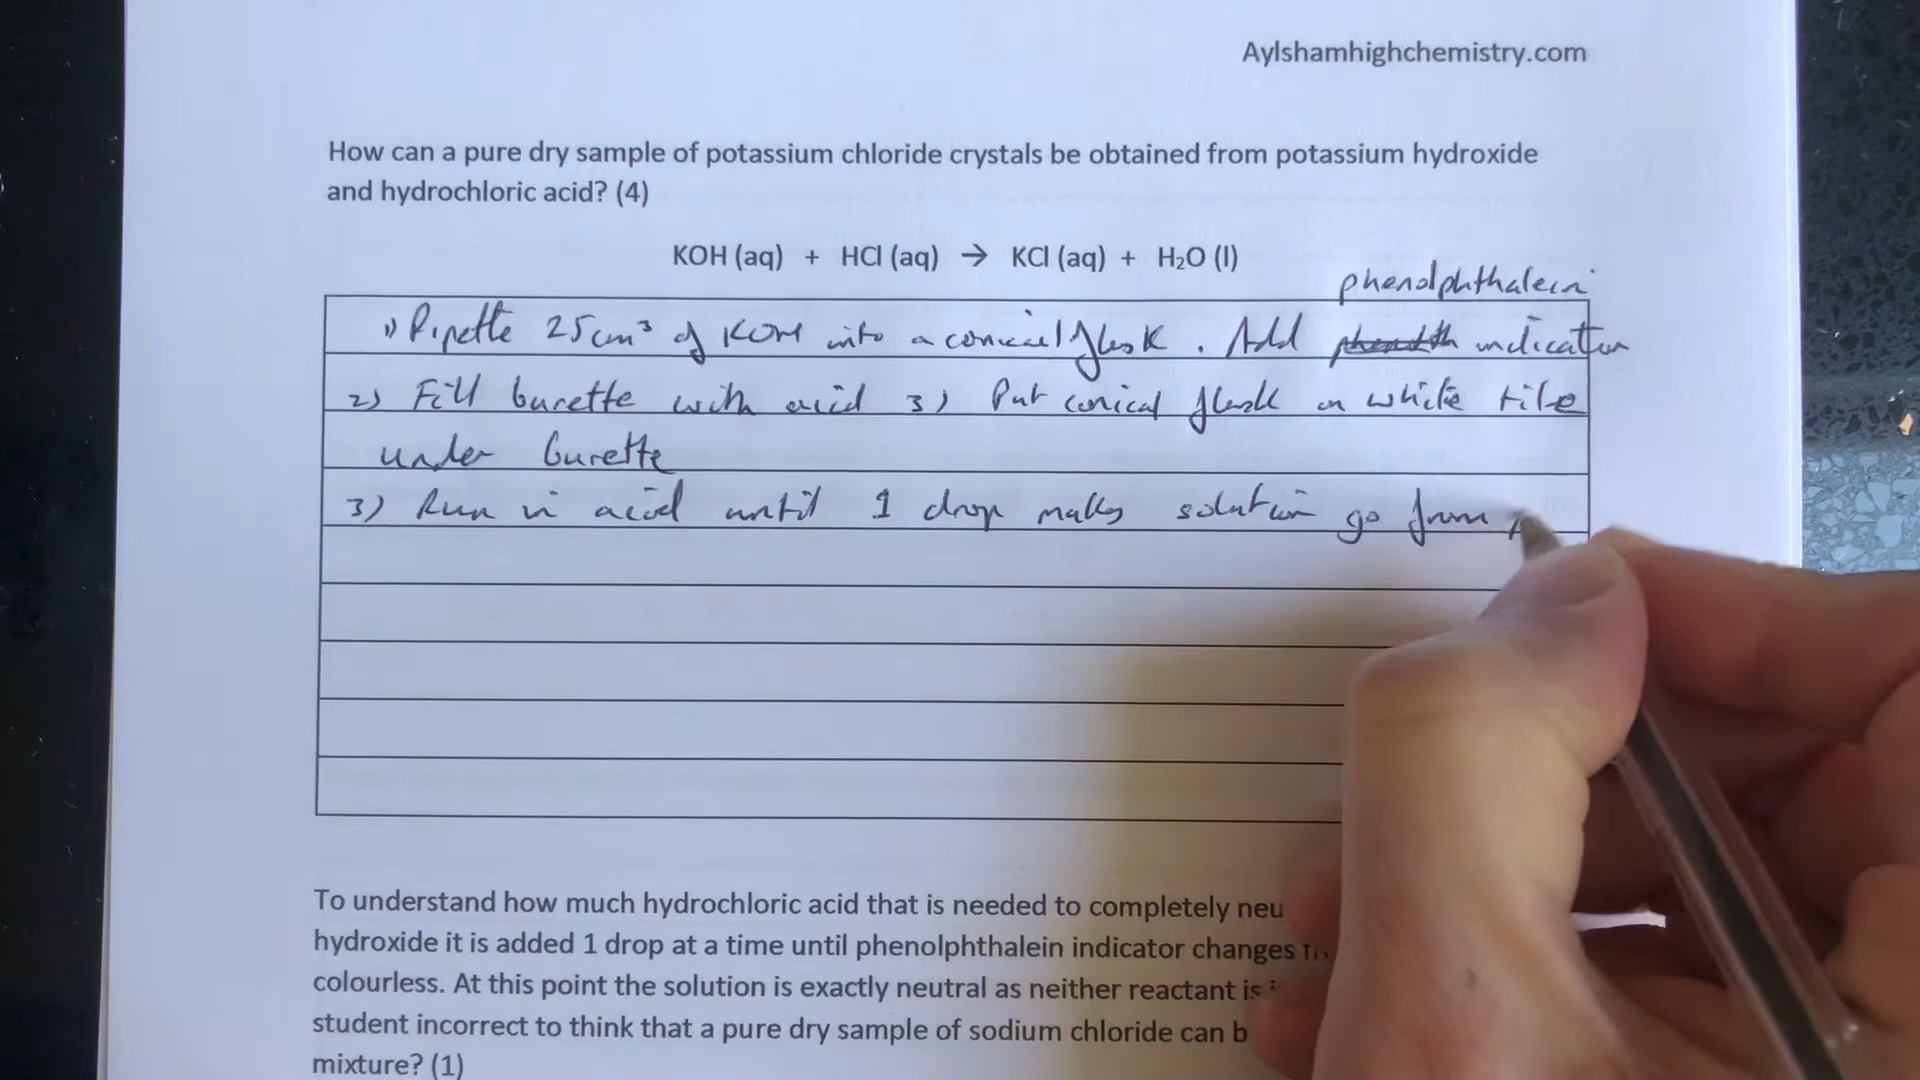 Aylshamhighchemistry.com
How can a pure dry sample of potassium chloride crystals be obtained from potassium hydroxide
and hydrochloric acid? (4)
KOH (aq) + HCl (aq) → KCl (aq) + H₂O (l)
phenolphthalein
1) Pipette 25cm³ of KOH into a conical flask. Add indicator
2) Fill burette with acid 3) Put conical flask on white tile
under burette
3) Run in acid until 1 drop makes solution go from
To understand how much hydrochloric acid that is needed to completely neu
hydroxide it is added 1 drop at a time until phenolphthalein indicator changes
colourless. At this point the solution is exactly neutral as neither reactant is
student incorrect to think that a pure dry sample of sodium chloride can b
mixture? (1)